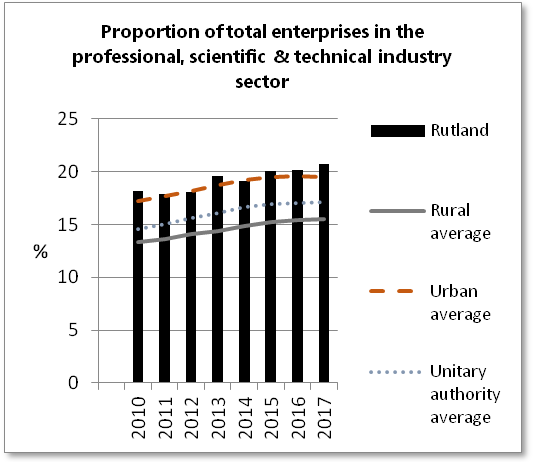 Proportion of total enterprises in the
professional, scientific & technical industry
sector
25
20
15
10
5
0
%
2010
2011
2012
2013
2014
2015
2016
2017
Rutland
Rural
average
Urban
average
Unitary
authority
average